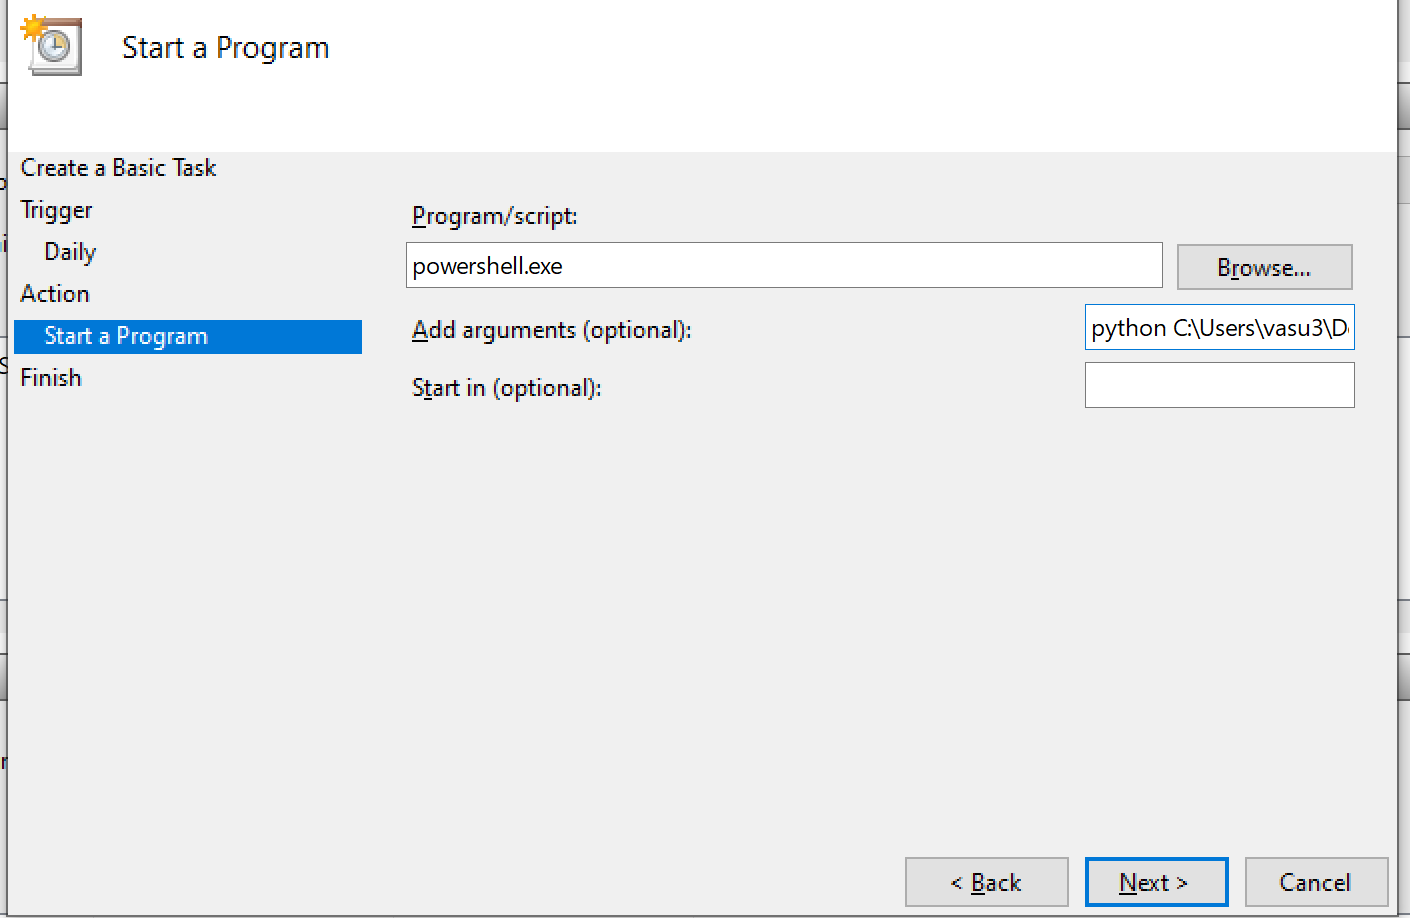 Start a Program
Create a Basic Task
Trigger
Daily
Action
Start a Program
Finish
Program/script:
powershell.exe
Browse...
Add arguments (optional):
python C:\Users\vasu3\D
Start in (optional):
< Back
Next >
Cancel